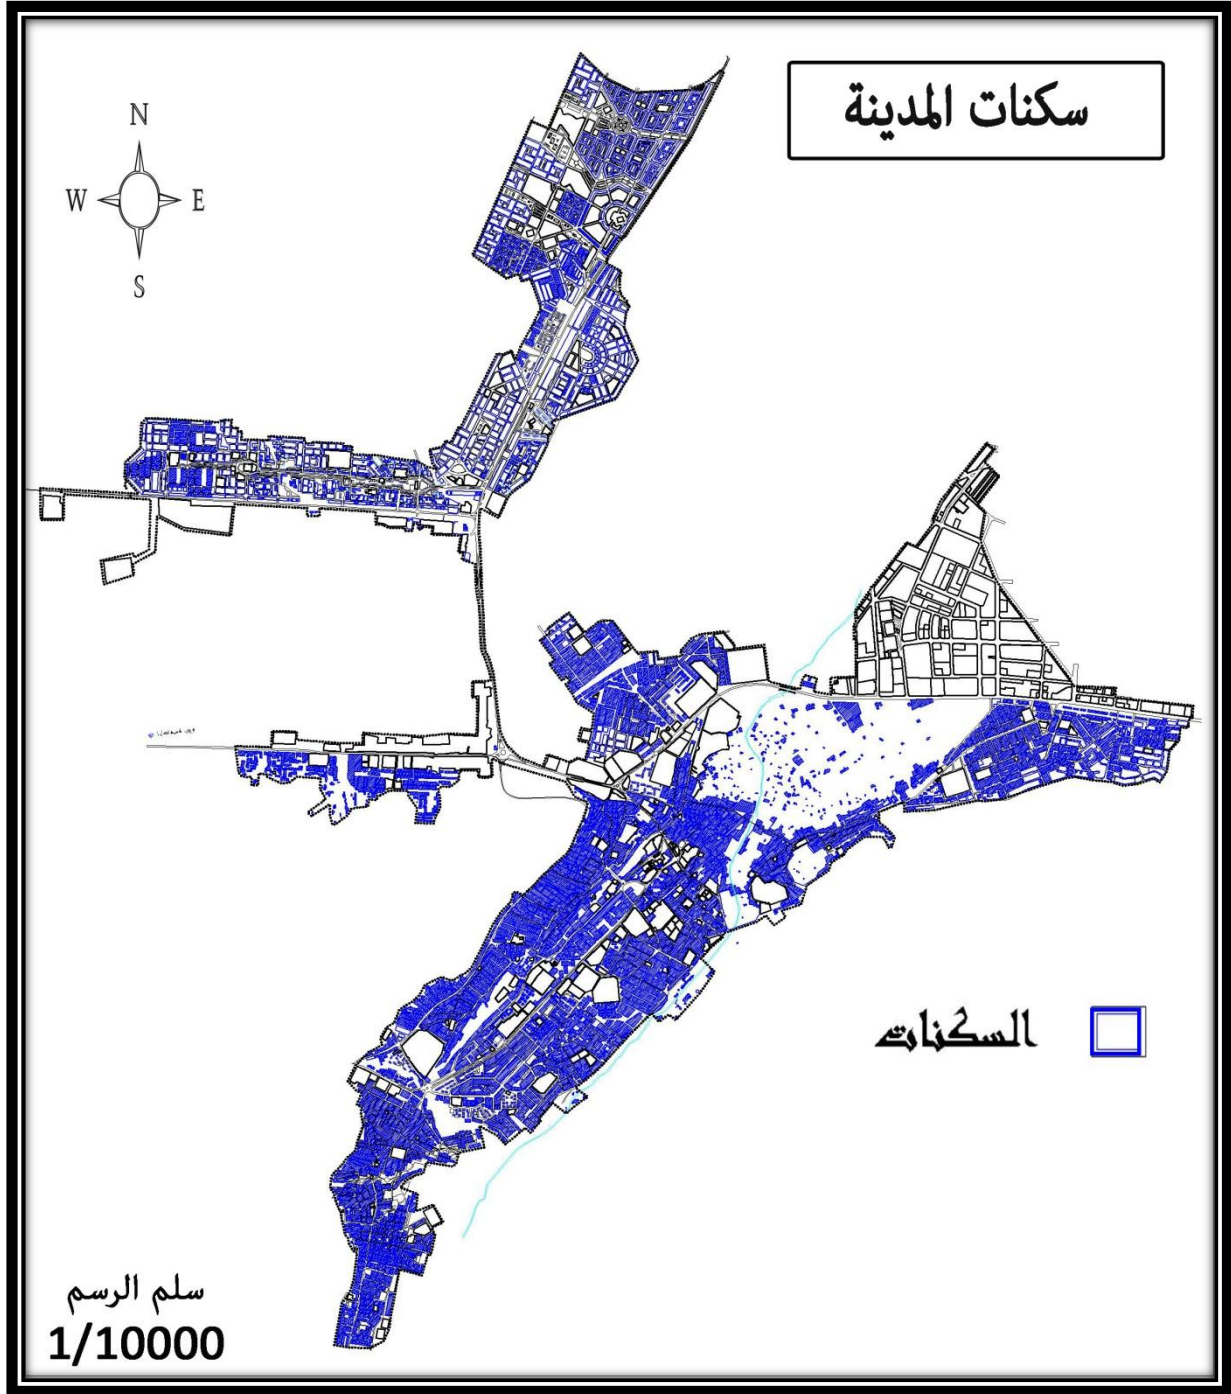 سكنات المدينة
N
W E
S
السكنات
سلم الرسم
1/10000